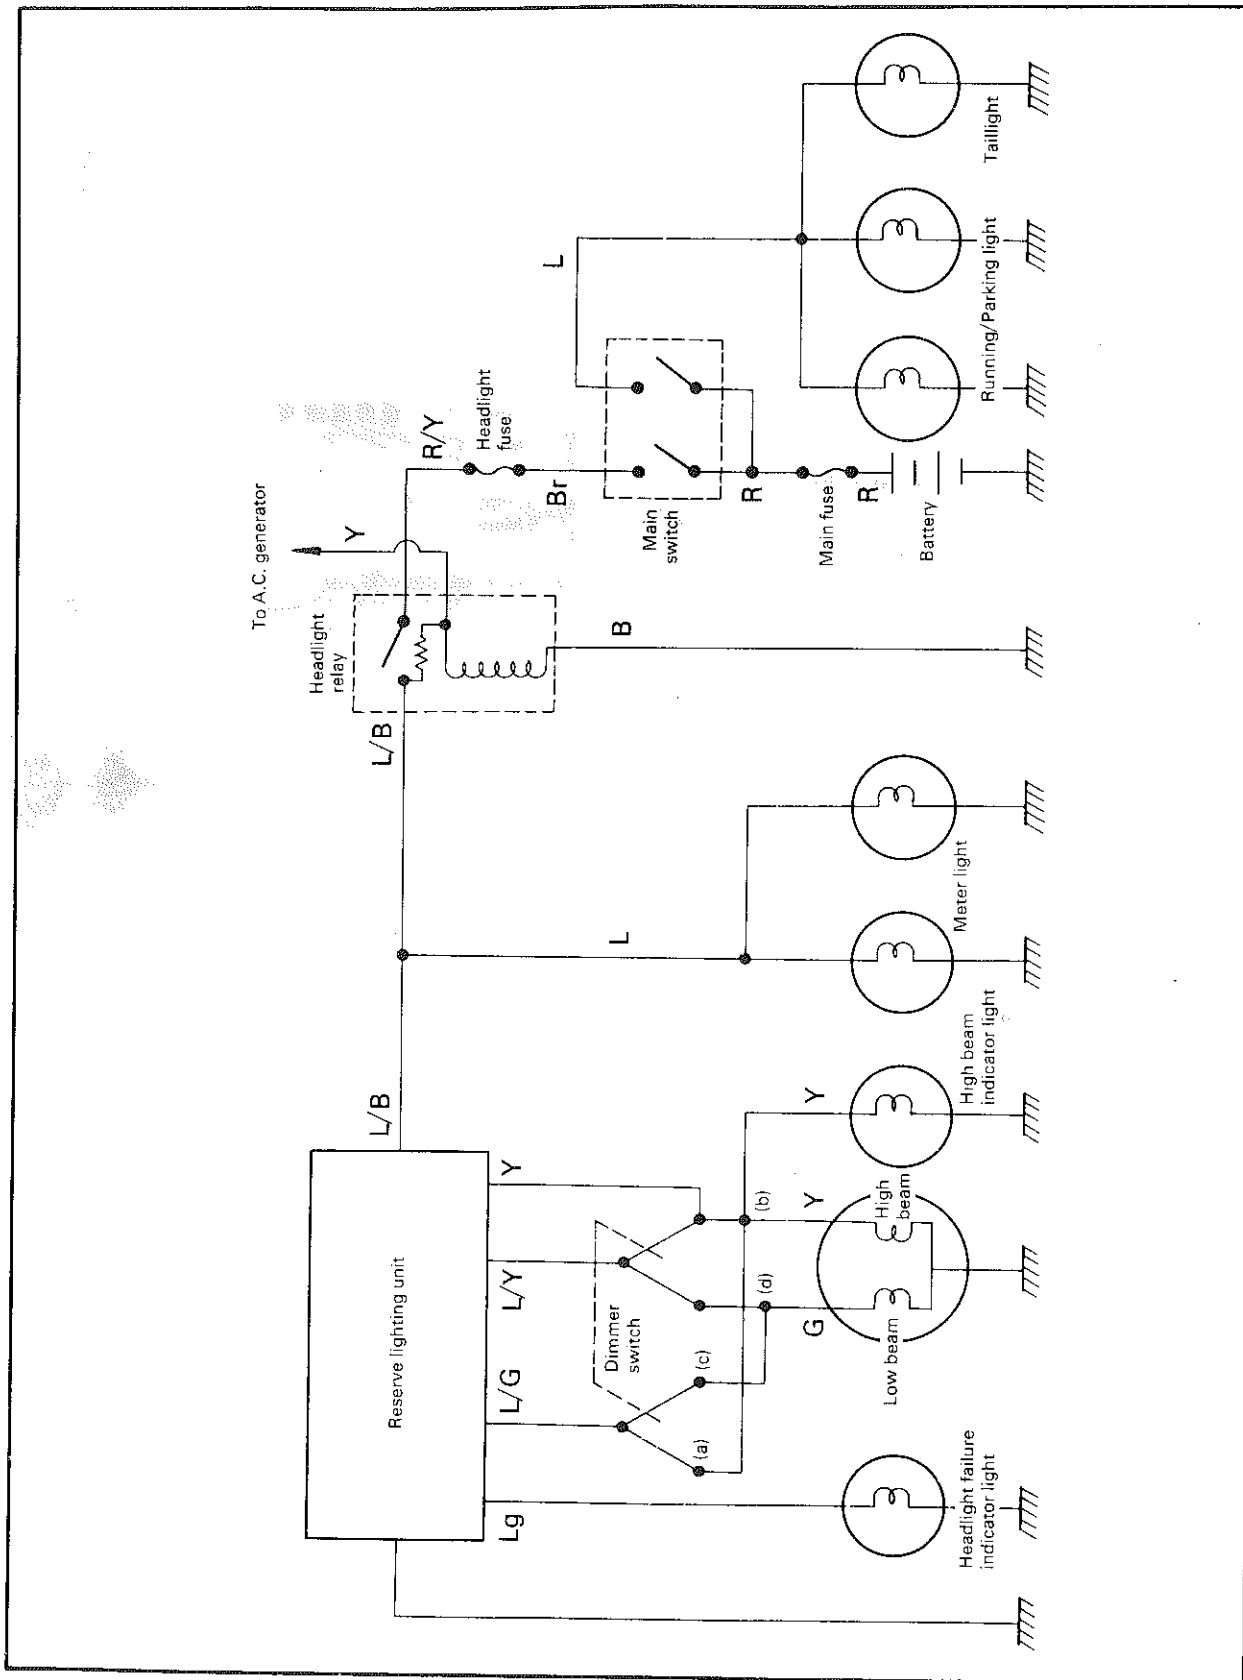 To A.C. generator
Y
Headlight
relay
L/B
L/B
R/Y
Headlight
fuse
Br
Main
switch
R
Main fuse
R
Battery
L
B
Reserve lighting unit
L
Lg
L/G
L/Y
Y
Dimmer
switch
(a)
(c)
(d)
(b)
G
Y
Y
Headlight failure
indicator light
Low beam
High
beam
High beam
indicator light
Meter light
Running/Parking light
Taillight